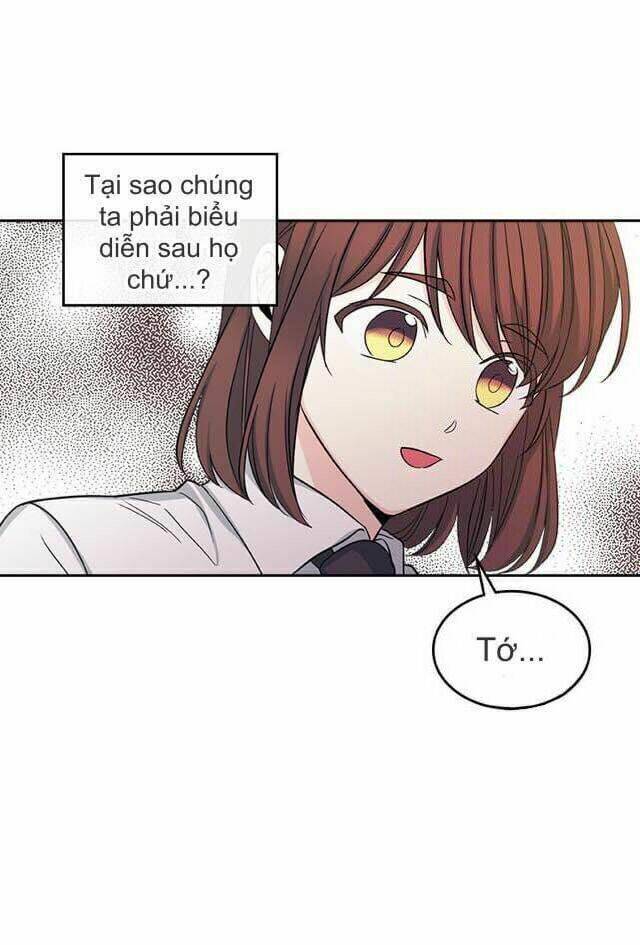 Tại sao chúng
ta phải biểu
diễn sau họ
chứ...?
Tớ...